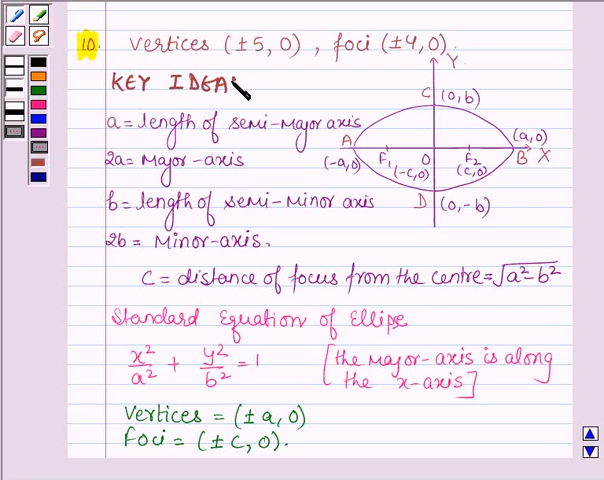 10. Vertices (±5, 0) , foci (±4, 0).
KEY IDEA:
Y
C (0, b)
a = length of semi-Major axis
A (a, 0)
2a = Major-axis
F₁ O F₂ B X
(-a, 0) (-c, 0) (c, 0)
b = length of semi-Minor axis
D (0, -b)
2b = Minor-axis.
C = distance of focus from the centre = √a²-b²
Standard Equation of Ellipse
x²/a² + y²/b² = 1 [the Major-axis is along
the x-axis]
Vertices = (± a, 0)
Foci = (± C, 0).